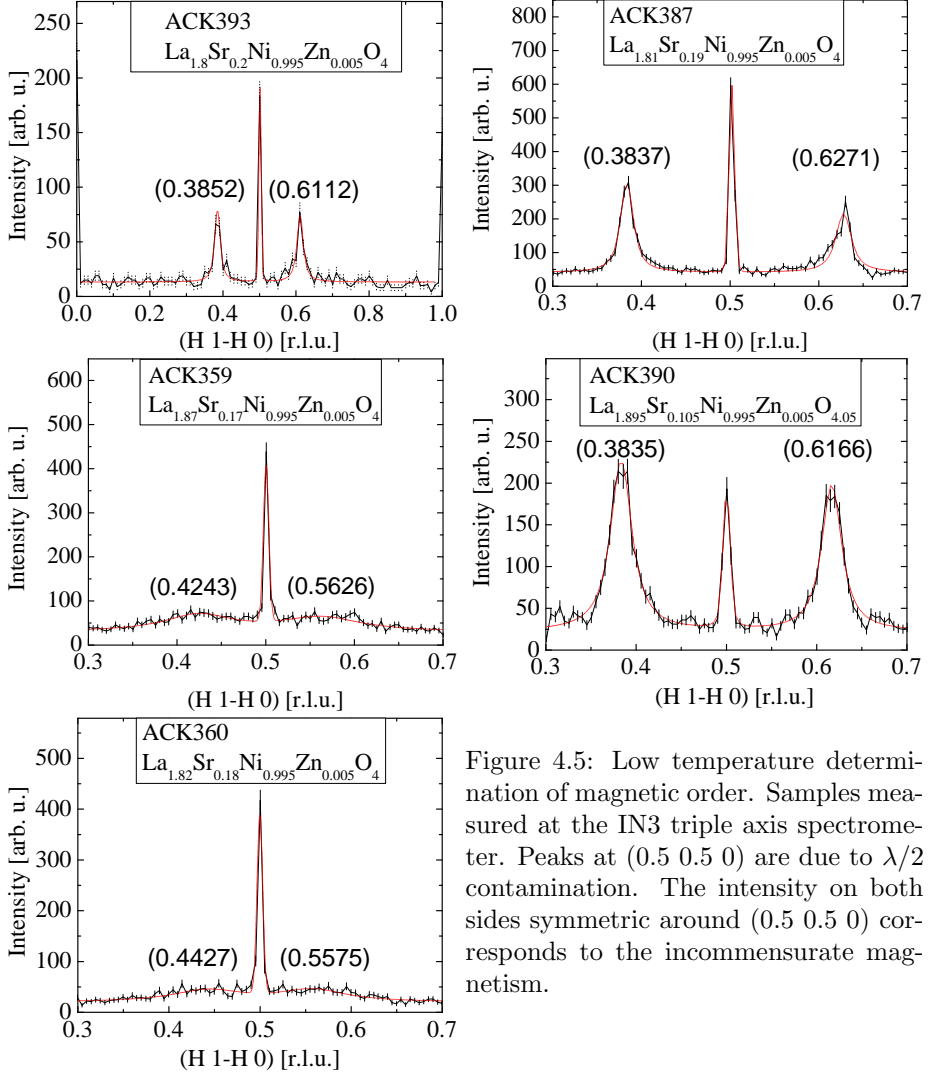 ACK393
La1.8Sr0.2Ni0.995Zn0.005O4
(0.3852)
(0.6112)
Intensity [arb. u.]
250
200
150
100
50
0
0.0 0.2 0.4 0.6 0.8 1.0
(H 1-H 0) [r.l.u.]
ACK387
La1.81Sr0.19Ni0.995Zn0.005O4
(0.3837)
(0.6271)
Intensity [arb. u.]
800
700
600
500
400
300
200
100
0
0.3 0.4 0.5 0.6 0.7
(H 1-H 0) [r.l.u.]
ACK359
La1.87Sr0.17Ni0.995Zn0.005O4
(0.4243)
(0.5626)
Intensity [arb. u.]
600
500
400
300
200
100
0
0.3 0.4 0.5 0.6 0.7
(H 1-H 0) [r.l.u.]
ACK390
La1.895Sr0.105Ni0.995Zn0.005O4.05
(0.3835)
(0.6166)
Intensity [arb. u.]
300
250
200
150
100
50
0
0.3 0.4 0.5 0.6 0.7
(H 1-H 0) [r.l.u.]
ACK360
La1.82Sr0.18Ni0.995Zn0.005O4
(0.4427)
(0.5575)
Intensity [arb. u.]
500
400
300
200
100
0
0.3 0.4 0.5 0.6 0.7
(H 1-H 0) [r.l.u.]
Figure 4.5: Low temperature determi-
nation of magnetic order. Samples mea-
sured at the IN3 triple axis spectrome-
ter. Peaks at (0.5 0.5 0) are due to λ/2
contamination. The intensity on both
sides symmetric around (0.5 0.5 0) cor-
responds to the incommensurate mag-
netism.